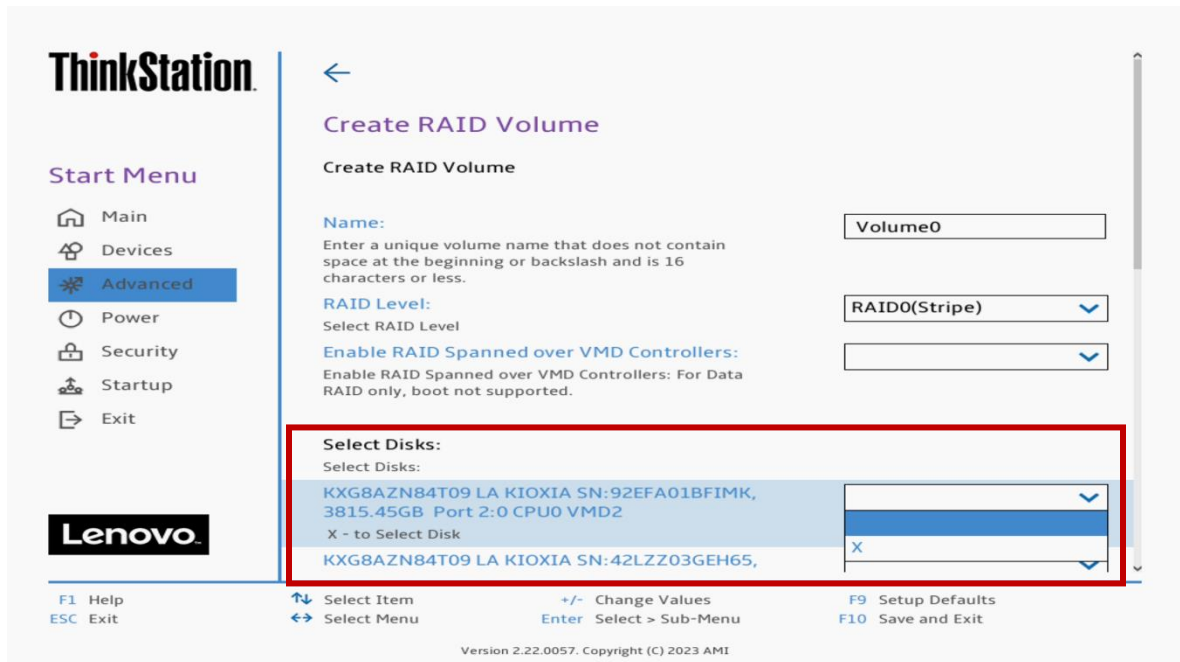 ThinkStation
Start Menu
Main
Devices
Advanced
Power
Security
Startup
Exit
Lenovo
Create RAID Volume
Create RAID Volume
Name:
Volume0
Enter a unique volume name that does not contain
space at the beginning or backslash and is 16
characters or less.
RAID Level:
RAID0(Stripe)
Select RAID Level
Enable RAID Spanned over VMD Controllers:
Enable RAID Spanned over VMD Controllers: For Data
RAID only, boot not supported.
Select Disks:
Select Disks:
KXG8AZN84T09 LA KIOXIA SN:92EFA01BFIMK,
3815.45GB Port 2:0 CPU0 VMD2
X - to Select Disk
X
KXG8AZN84T09 LA KIOXIA SN:42LZZ03GEH65,
F1 Help
ESC Exit
↑↓ Select Item
↔ Select Menu
+/- Change Values
Enter Select > Sub-Menu
F9 Setup Defaults
F10 Save and Exit
Version 2.22.0057. Copyright (C) 2023 AMI